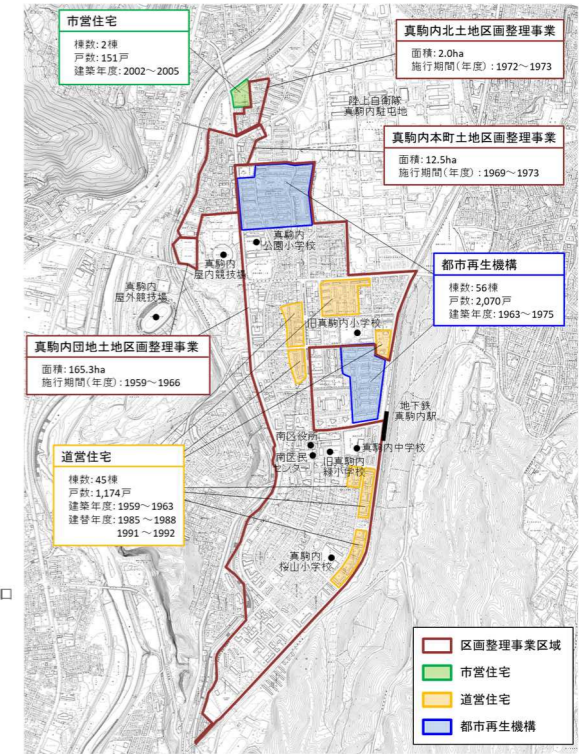 市営住宅
棟数: 2棟
戸数: 151戸
建築年度: 2002～2005
真駒内北土地区画整理事業
面積: 2.0ha
施行期間(年度) : 1972～1973
陸上自衛隊
真駒内駐屯地
真駒内本町土地区画整理事業
面積: 12.5ha
施行期間(年度) : 1969～1973
真駒内
公園小学校
真駒内
屋内競技場
真駒内
屋外競技場
都市再生機構
棟数: 56棟
戸数: 2,070戸
建築年度: 1963～1975
旧真駒内小学校
真駒内団地土地区画整理事業
面積: 165.3ha
施行期間(年度) : 1959～1966
地下鉄
真駒内駅
南区役所
真駒内中学校
南区民
センター
旧真駒内
緑小学校
道営住宅
棟数: 45棟
戸数: 1,174戸
建築年度: 1959～1963
建替年度: 1985 ～1988
1991 ～1992
真駒内
桜山小学校
口
区画整理事業区域
市営住宅
道営住宅
都市再生機構